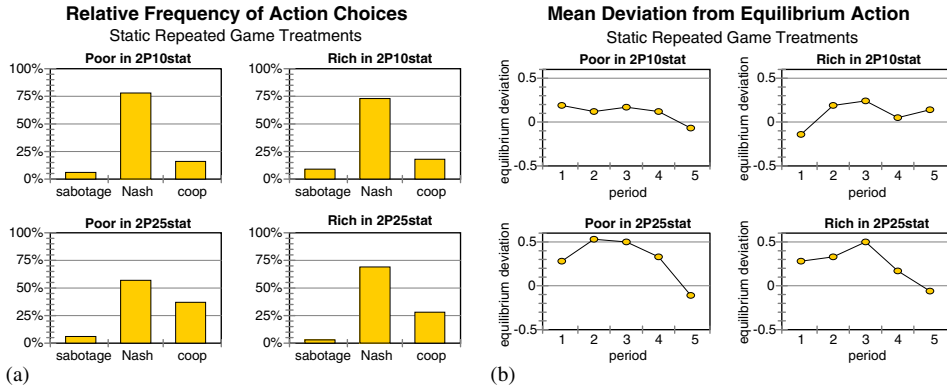 Relative Frequency of Action Choices
Static Repeated Game Treatments
Poor in 2P10stat
100%
75%
50%
25%
0%
sabotage Nash coop
Rich in 2P10stat
100%
75%
50%
25%
0%
sabotage Nash coop
Poor in 2P25stat
100%
75%
50%
25%
0%
sabotage Nash coop
Rich in 2P25stat
100%
75%
50%
25%
0%
sabotage Nash coop
(a)
Mean Deviation from Equilibrium Action
Static Repeated Game Treatments
Poor in 2P10stat
equilibrium deviation
0.5
0
-0.5
1 2 3 4 5
period
Rich in 2P10stat
equilibrium deviation
0.5
0
-0.5
1 2 3 4 5
period
Poor in 2P25stat
equilibrium deviation
0.5
0
-0.5
1 2 3 4 5
period
Rich in 2P25stat
equilibrium deviation
0.5
0
-0.5
1 2 3 4 5
period
(b)